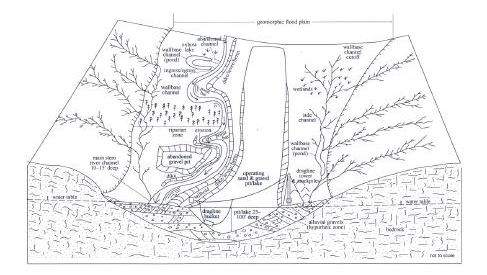 geomorphic flood plain
abandoned
channel
oxbow
lake
wallbase
channel
(pond)
ingress/egress
channel
wallbase
channel
wallbase
channel
cutoff
wetlands
side
channel
riparian
zone
erosion
abandoned
gravel pit
dike
main stem
river channel
10–15' deep
operating
sand & gravel
pit/lake
wallbase
channel
(pond)
dragline
tower
& stockpiles
water table
water table
dragline
bucket
pit/lake 25–
100' deep
alluvial gravels
(hyporheic zone)
bedrock
not to scale